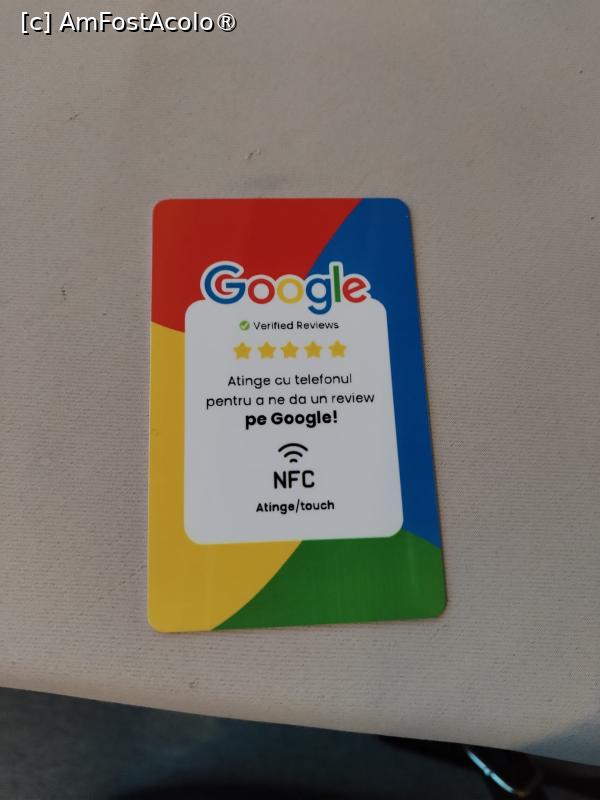 [c] AmFostAcolo®
Google
Verified Reviews
Atinge cu telefonul
pentru a ne da un review
pe Google!
NFC
Atinge/touch